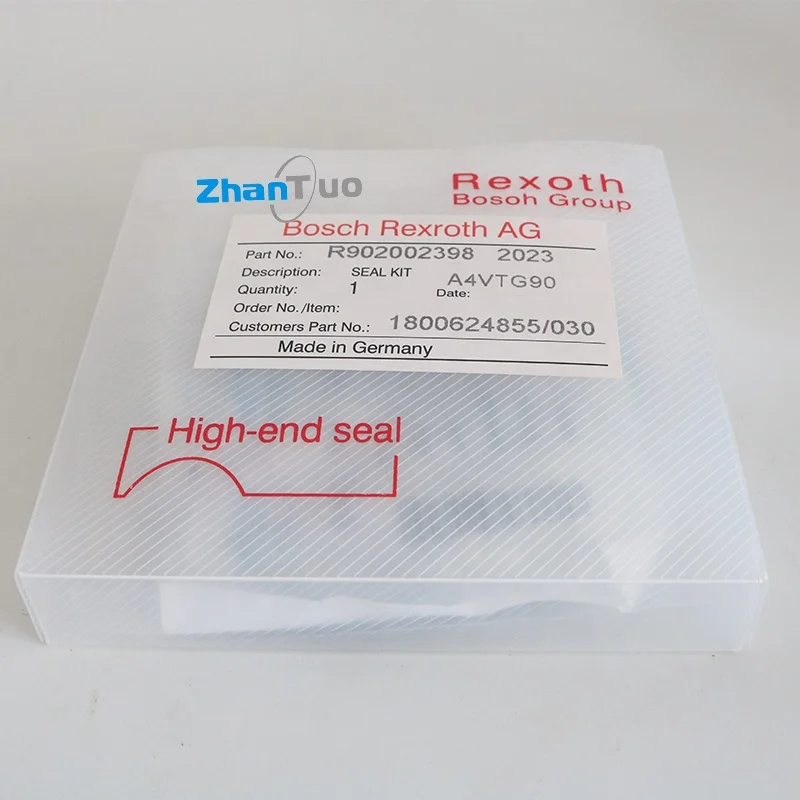 ZhanTuo
Rexoth
Bosoh Group
Bosch Rexroth AG
Part No.: R902002398 2023
Description: SEAL KIT A4VTG90
Quantity: 1 Date:
Order No./Item:
Customers Part No.: 1800624855/030
Made in Germany
High-end seal